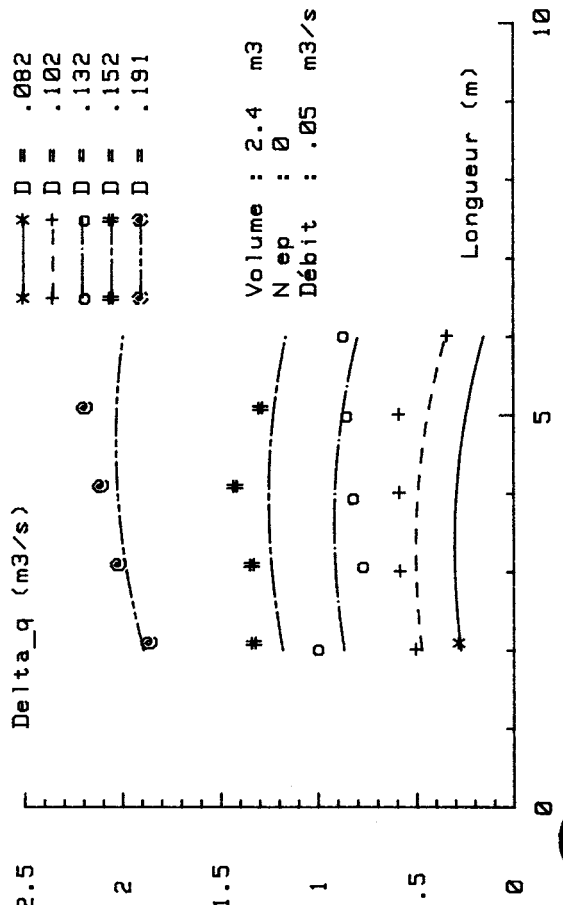 Delta_q (m3/s)
* * D = .082
+ + D = .102
o o D = .132
# # D = .152
@ @ D = .191
Volume : 2.4 m3
N ep : 0
Débit : .05 m3/s
Longueur (m)
2.5
2
1.5
1
.5
0
0 5 10